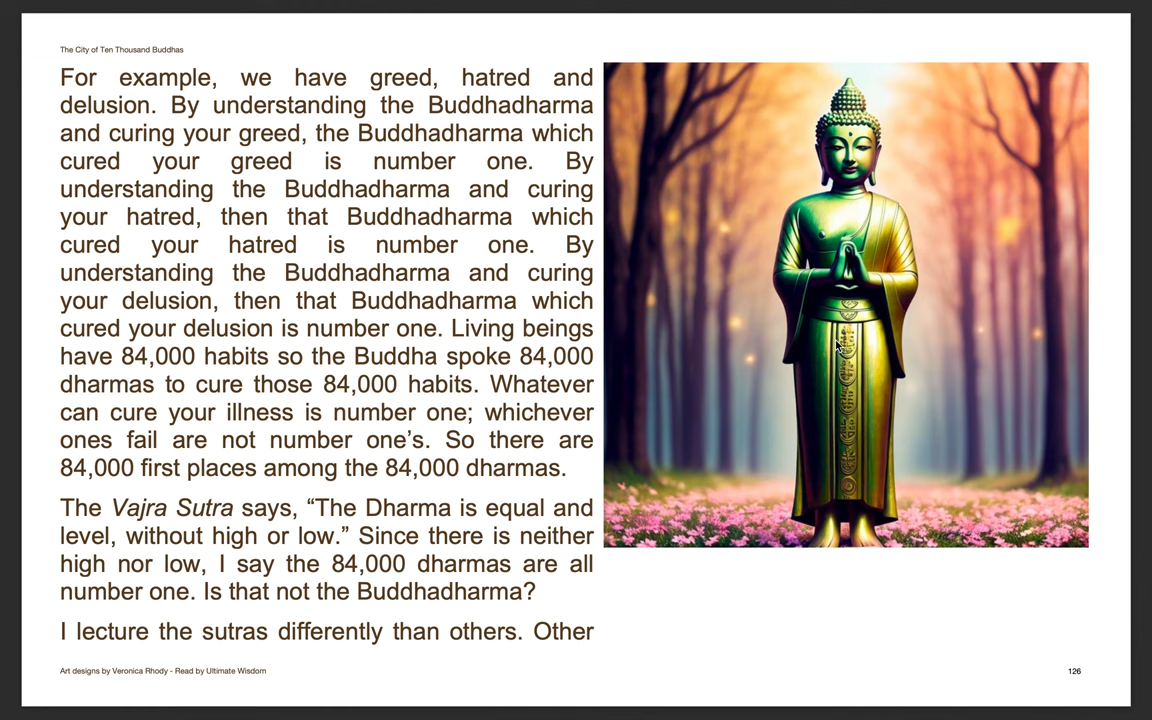 The City of Ten Thousand Buddhas
For example, we have greed, hatred and
delusion. By understanding the Buddhadharma
and curing your greed, the Buddhadharma which
cured your greed is number one. By
understanding the Buddhadharma and curing
your hatred, then that Buddhadharma which
cured your hatred is number one. By
understanding the Buddhadharma and curing
your delusion, then that Buddhadharma which
cured your delusion is number one. Living beings
have 84,000 habits so the Buddha spoke 84,000
dharmas to cure those 84,000 habits. Whatever
can cure your illness is number one; whichever
ones fail are not number one’s. So there are
84,000 first places among the 84,000 dharmas.
The Vajra Sutra says, “The Dharma is equal and
level, without high or low.” Since there is neither
high nor low, I say the 84,000 dharmas are all
number one. Is that not the Buddhadharma?
I lecture the sutras differently than others. Other
Art designs by Veronica Rhody - Read by Ultimate Wisdom
126